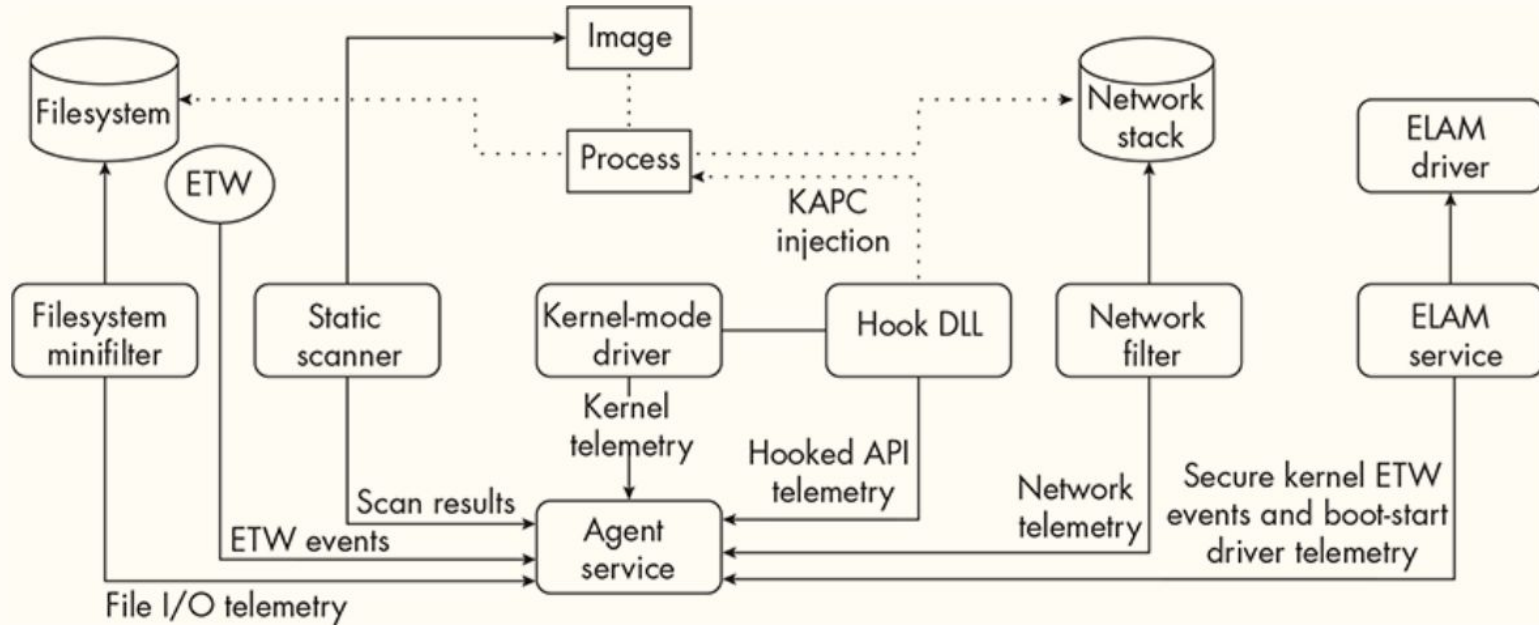 Image
Filesystem
Process
Network
stack
ELAM
driver
ETW
KAPC
injection
Filesystem
minifilter
Static
scanner
Kernel-mode
driver
Hook DLL
Network
filter
ELAM
service
Kernel
telemetry
Hooked API
telemetry
Scan results
ETW events
File I/O telemetry
Network
telemetry
Secure kernel ETW
events and boot-start
driver telemetry
Agent
service